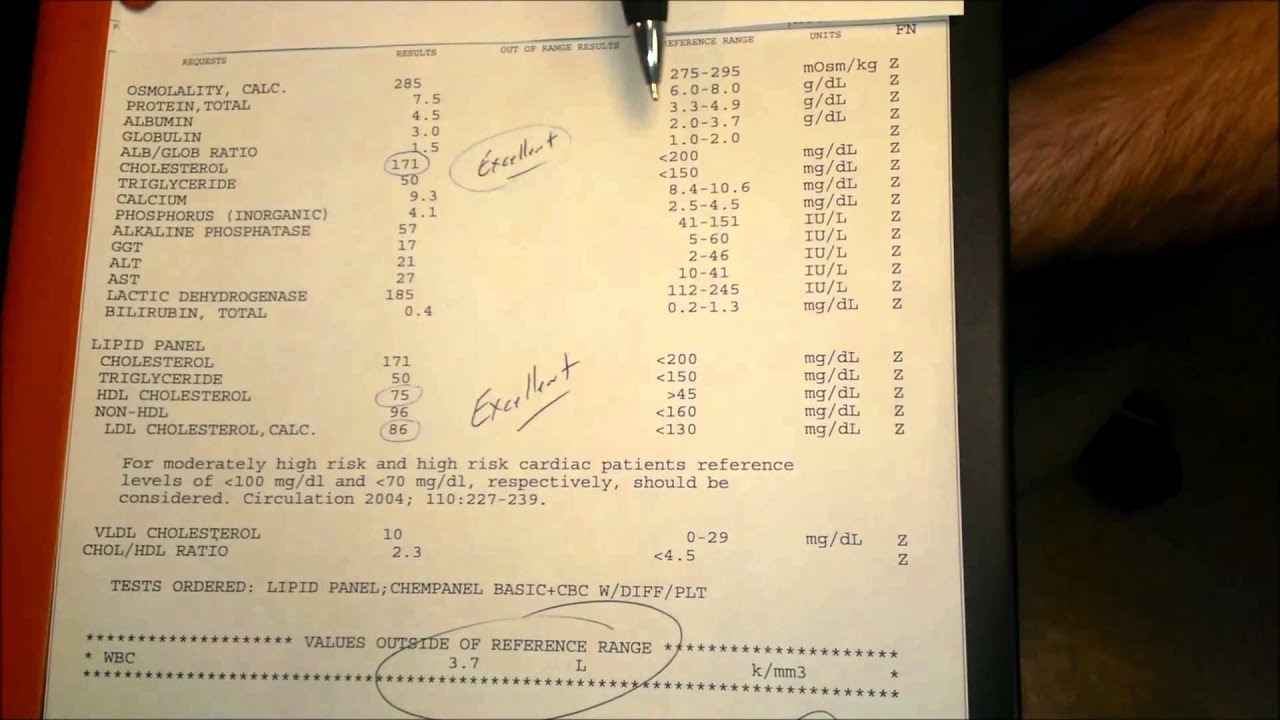 REQUESTS RESULTS OUT OF RANGE RESULTS REFERENCE RANGE UNITS FN
OSMOLALITY, CALC. 285 275-295 mOsm/kg Z
PROTEIN,TOTAL 7.5 6.0-8.0 g/dL Z
ALBUMIN 4.5 3.3-4.9 g/dL Z
GLOBULIN 3.0 2.0-3.7 g/dL Z
ALB/GLOB RATIO 1.5 1.0-2.0 Z
CHOLESTEROL 171 Excellent <200 mg/dL Z
TRIGLYCERIDE 50 <150 mg/dL Z
CALCIUM 9.3 8.4-10.6 mg/dL Z
PHOSPHORUS (INORGANIC) 4.1 2.5-4.5 mg/dL Z
ALKALINE PHOSPHATASE 57 41-151 IU/L Z
GGT 17 5-60 IU/L Z
ALT 21 2-46 IU/L Z
AST 27 10-41 IU/L Z
LACTIC DEHYDROGENASE 185 112-245 IU/L Z
BILIRUBIN, TOTAL 0.4 0.2-1.3 mg/dL Z
LIPID PANEL
CHOLESTEROL 171 <200 mg/dL Z
TRIGLYCERIDE 50 <150 mg/dL Z
HDL CHOLESTEROL 75 Excellent >45 mg/dL Z
NON-HDL 96 <160 mg/dL Z
LDL CHOLESTEROL,CALC. 86 <130 mg/dL Z
For moderately high risk and high risk cardiac patients reference
levels of <100 mg/dl and <70 mg/dl, respectively, should be
considered. Circulation 2004; 110:227-239.
VLDL CHOLESTEROL 10 0-29 mg/dL Z
CHOL/HDL RATIO 2.3 <4.5 Z
TESTS ORDERED: LIPID PANEL;CHEMPANEL BASIC+CBC W/DIFF/PLT
******************** VALUES OUTSIDE OF REFERENCE RANGE ********************
* WBC 3.7 L k/mm3 *